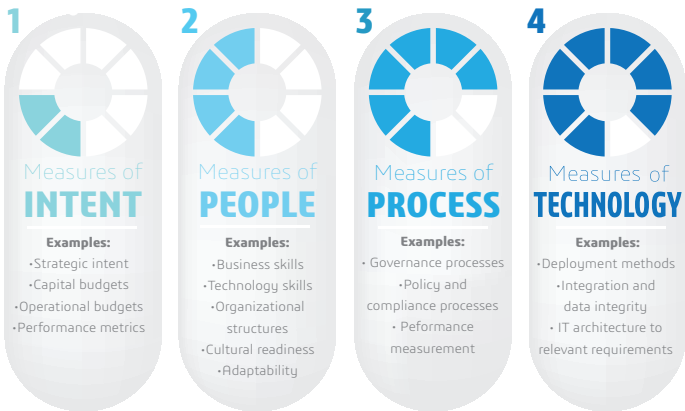 1
Measures of
INTENT
Examples:
•Strategic intent
•Capital budgets
•Operational budgets
•Performance metrics
2
Measures of
PEOPLE
Examples:
•Business skills
•Technology skills
•Organizational
structures
•Cultural readiness
•Adaptability
3
Measures of
PROCESS
Examples:
• Governance processes
•Policy and
compliance processes
• Peformance
measurement
4
Measures of
TECHNOLOGY
Examples:
•Deployment methods
•Integration and
data integrity
• IT architecture to
relevant requirements